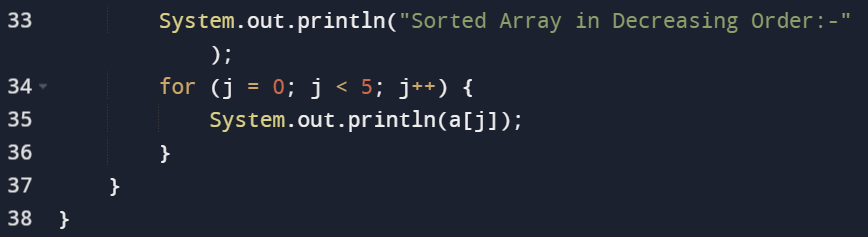 33 System.out.println("Sorted Array in Decreasing Order:-"
);
34 for (j = 0; j < 5; j++) {
35 System.out.println(a[j]);
36 }
37 }
38 }